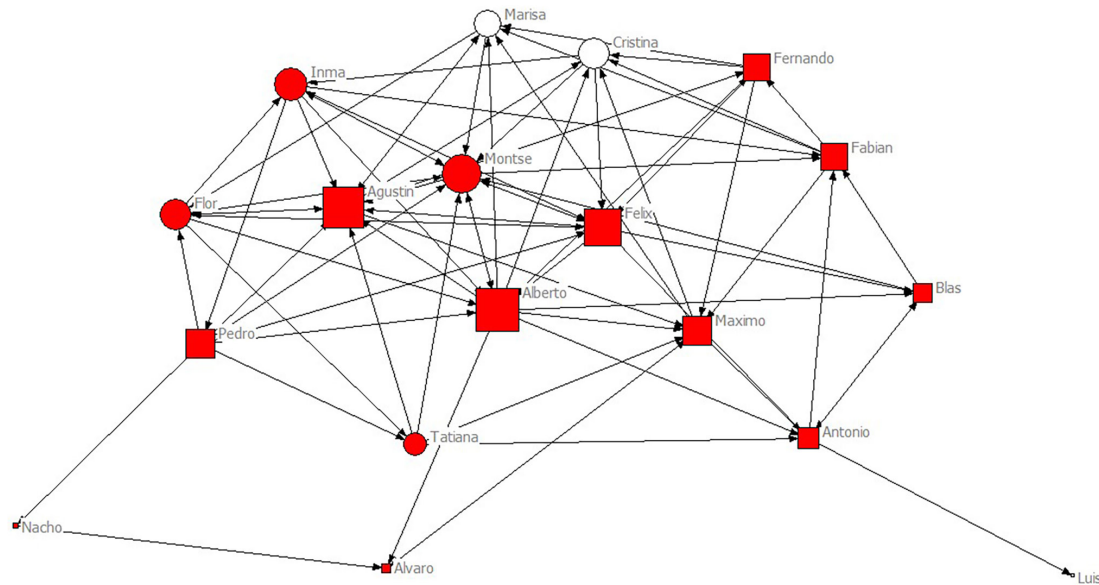 Marisa
Cristina
Fernando
Inma
Fabian
Montse
Agustin
Flor
Felix
Blas
Alberto
Maximo
Pedro
Antonio
Tatiana
Nacho
Alvaro
Luis